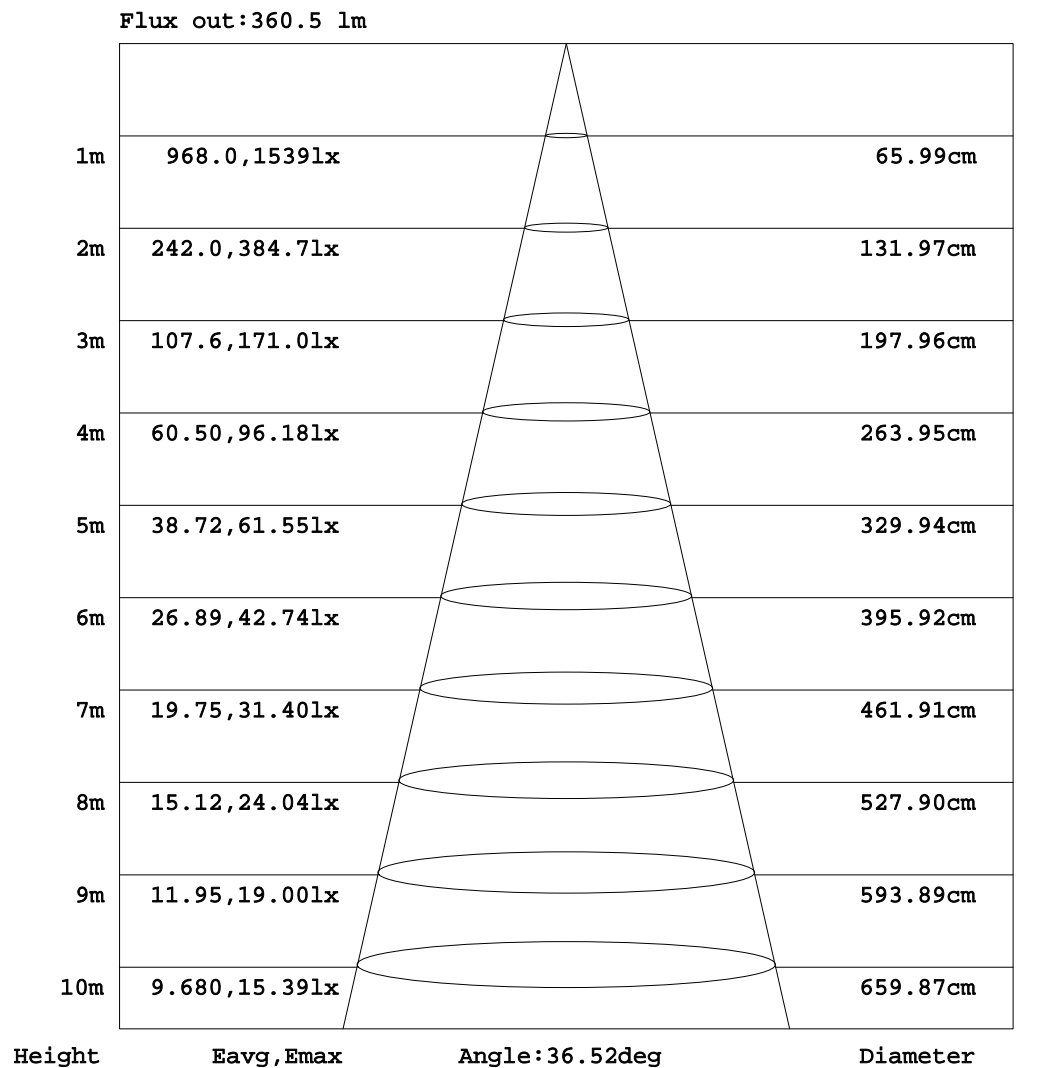 Flux out:360.5 lm
1m 968.0,1539lx 65.99cm
2m 242.0,384.7lx 131.97cm
3m 107.6,171.0lx 197.96cm
4m 60.50,96.18lx 263.95cm
5m 38.72,61.55lx 329.94cm
6m 26.89,42.74lx 395.92cm
7m 19.75,31.40lx 461.91cm
8m 15.12,24.04lx 527.90cm
9m 11.95,19.00lx 593.89cm
10m 9.680,15.39lx 659.87cm
Height Eavg,Emax Angle:36.52deg Diameter